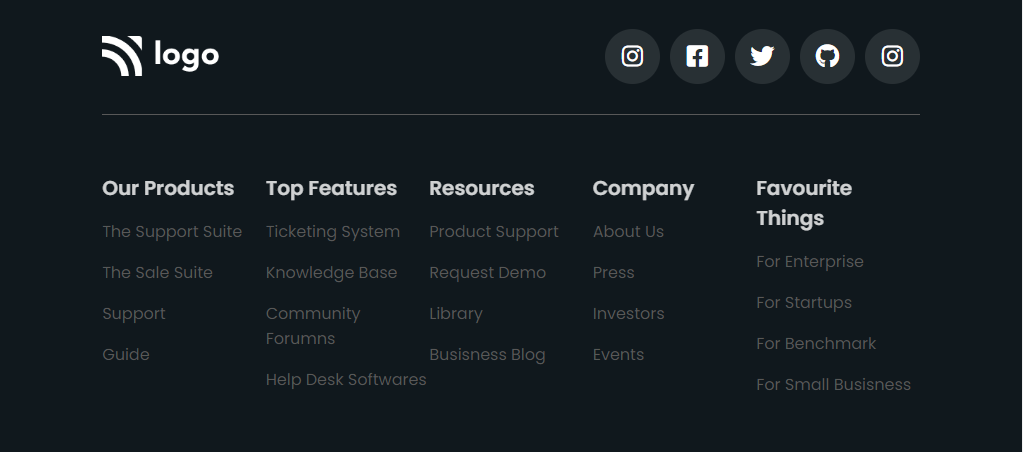 logo
Our Products
The Support Suite
The Sale Suite
Support
Guide
Top Features
Ticketing System
Knowledge Base
Community
Forumns
Help Desk Softwares
Resources
Product Support
Request Demo
Library
Busisness Blog
Company
About Us
Press
Investors
Events
Favourite
Things
For Enterprise
For Startups
For Benchmark
For Small Busisness